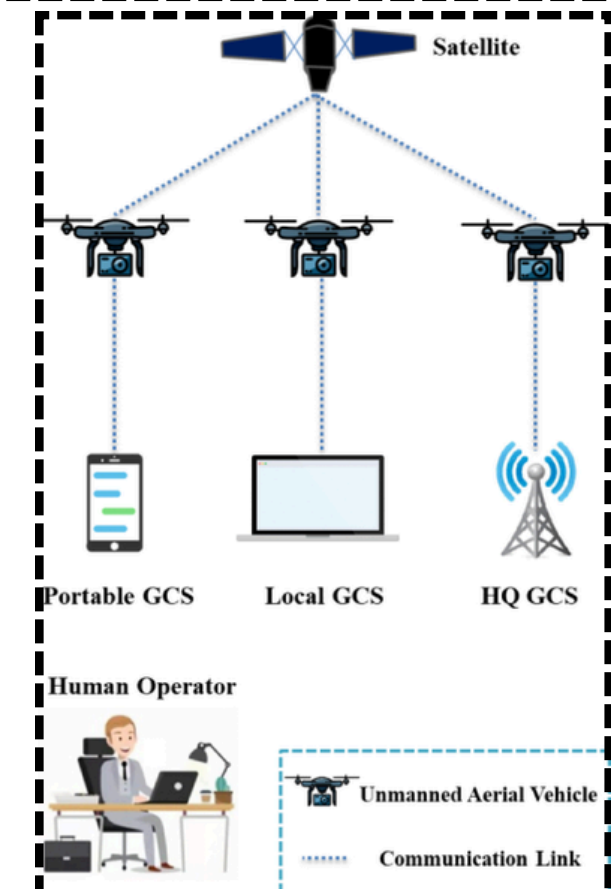 Satellite
Portable GCS
Local GCS
HQ GCS
Human Operator
Unmanned Aerial Vehicle
Communication Link